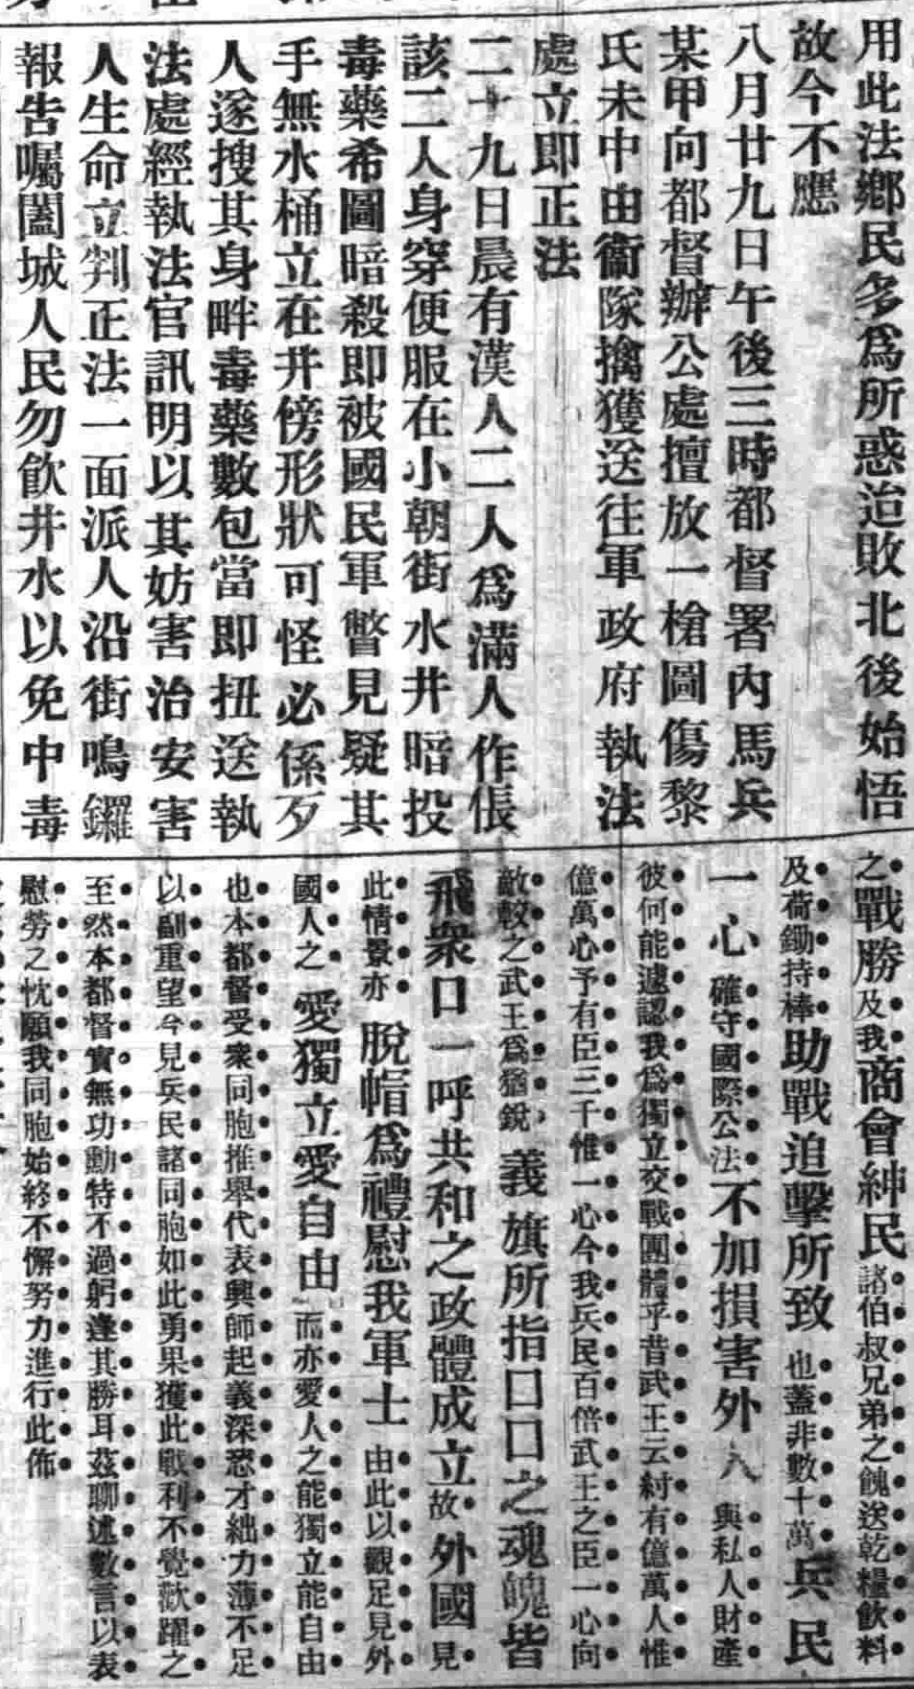 用此法鄉民多爲所惑迨敗北後始悟
故今不應
八月廿九日午後三時都督署內馬兵
某甲向都督辦公處擅放一槍圖傷黎
氏未中由衞隊擒獲送往軍政府執法
處立即正法
二十九日晨有漢人二人爲滿人作倀
該二人身穿便服在小朝街水井暗投
毒藥希圖暗殺即被國民軍瞥見疑其
手無水桶立在井傍形狀可怪必係歹
人遂搜其身畔毒藥數包當即扭送執
法處經執法官訊明以其妨害治安害
人生命立判正法一面派人沿街鳴鑼
報告囑闔城人民勿飮井水以免中毒
之戰勝及我商會紳民諸伯叔兄弟之餽送乾糧飲料
及荷鋤持棒助戰迫擊所致也蓋非數十萬兵民
一心確守國際公法不加損害外人與私人財產
彼何能遽認我爲獨立交戰團體乎昔武王云紂有億萬人惟
億萬心予有臣三千惟一心今我兵民百倍武王之臣一心向
敵較之武王爲猶銳義旗所指口口之魂魄皆
飛衆口一呼共和之政體成立故外國見
此情景亦脫帽爲禮慰我軍士由此以觀足見外
國人之愛獨立愛自由而亦愛人之能獨立能自由
也本都督受衆同胞推舉代表興師起義深愁才絀力薄不足
以副重望今見兵民諸同胞如此勇果獲此戰利不覺歡躍之
至然本都督實無功勳特不過躬逢其勝耳茲聊述數言以表
慰勞之忱願我同胞始終不懈努力進行此佈